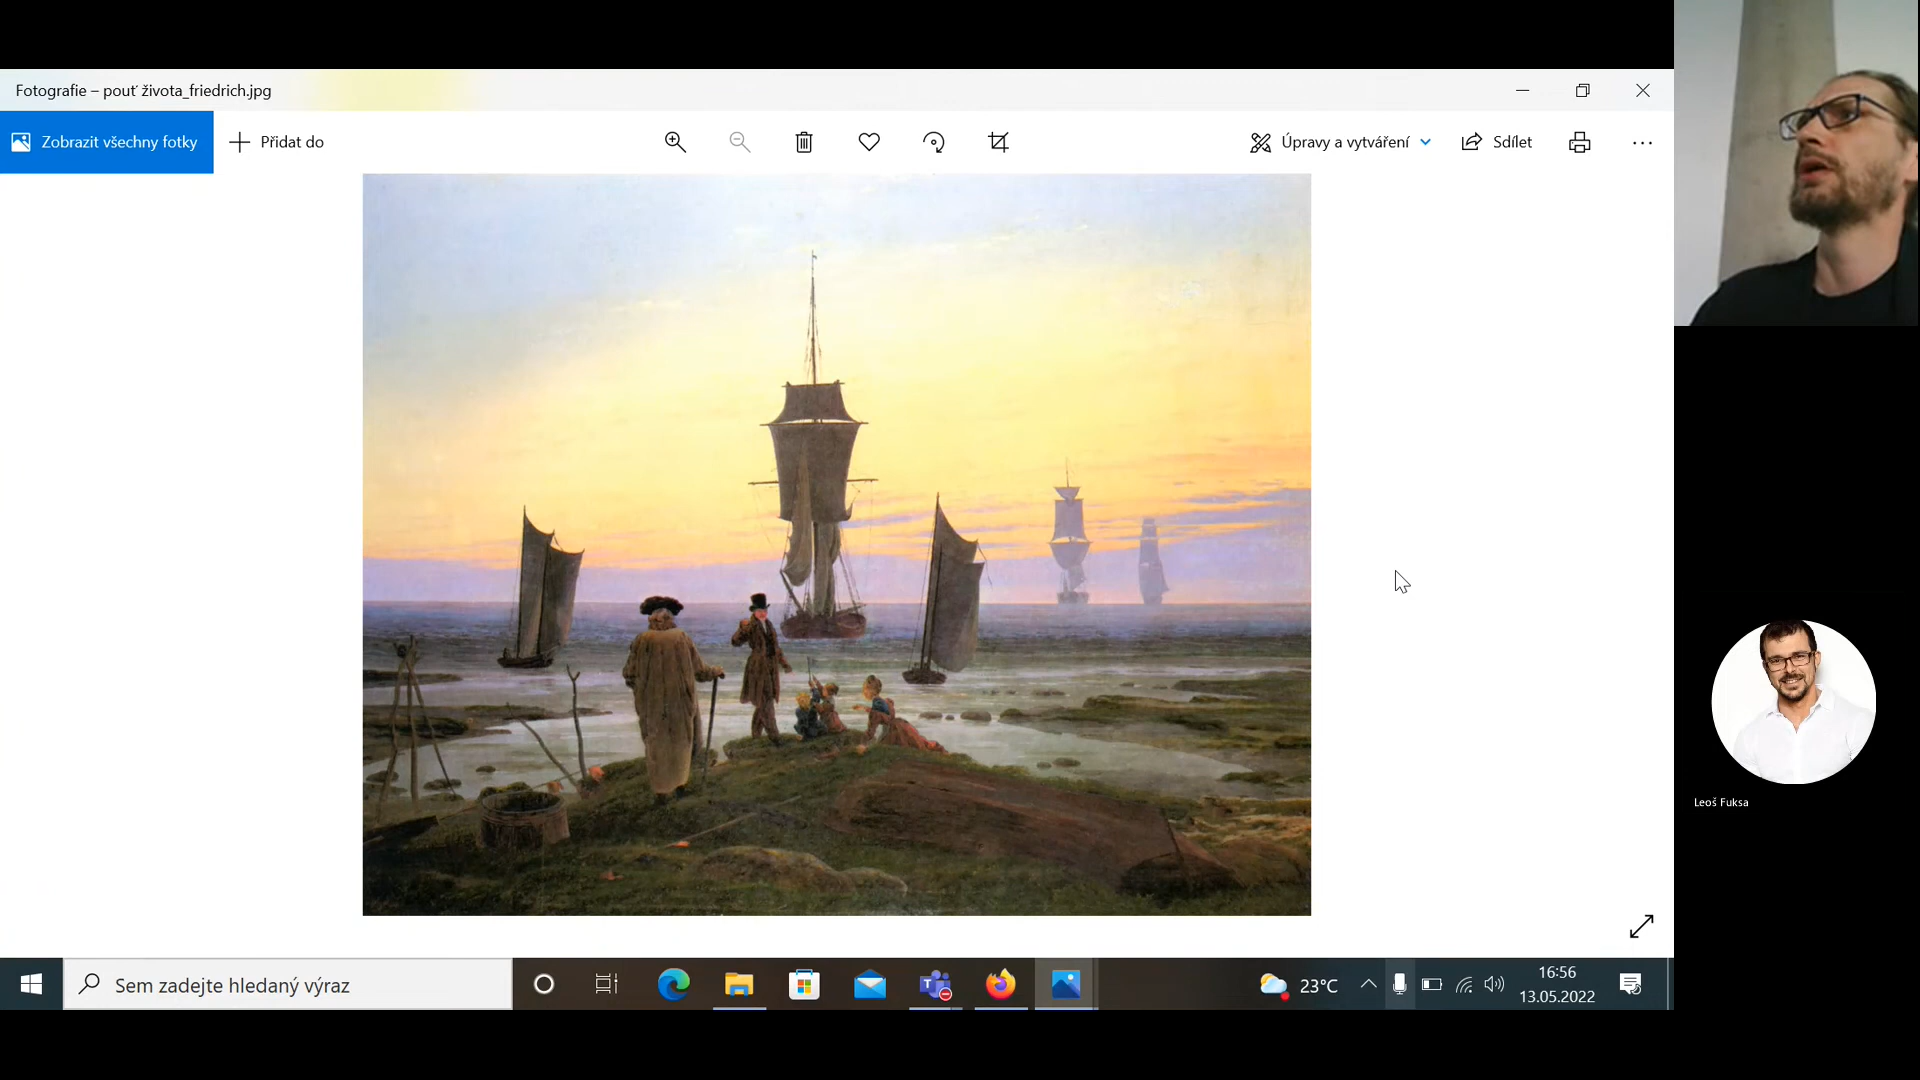 Fotografie – pouť života_friedrich.jpg
Zobrazit všechny fotky
Přidat do
Úpravy a vytváření
Sdílet
Leoš Fuksa
Sem zadejte hledaný výraz
23°C
16:56
13.05.2022